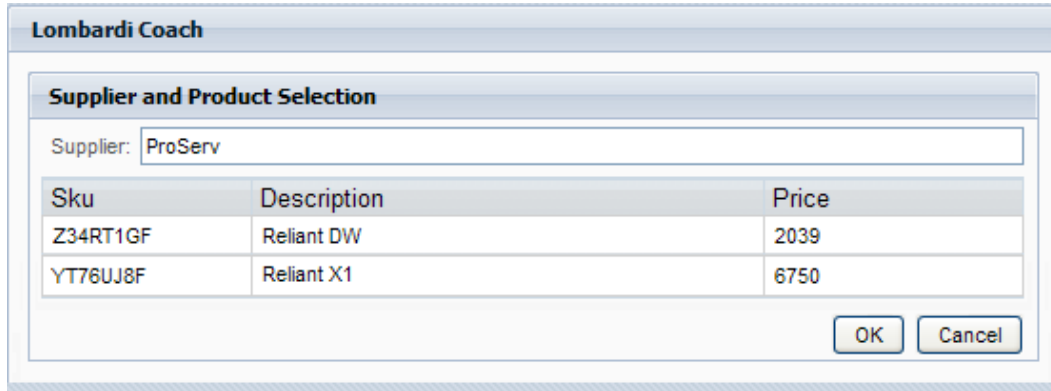 Lombardi Coach
Supplier and Product Selection
Supplier: ProServ
Sku Description Price
Z34RT1GF Reliant DW 2039
YT76UJ8F Reliant X1 6750
OK Cancel